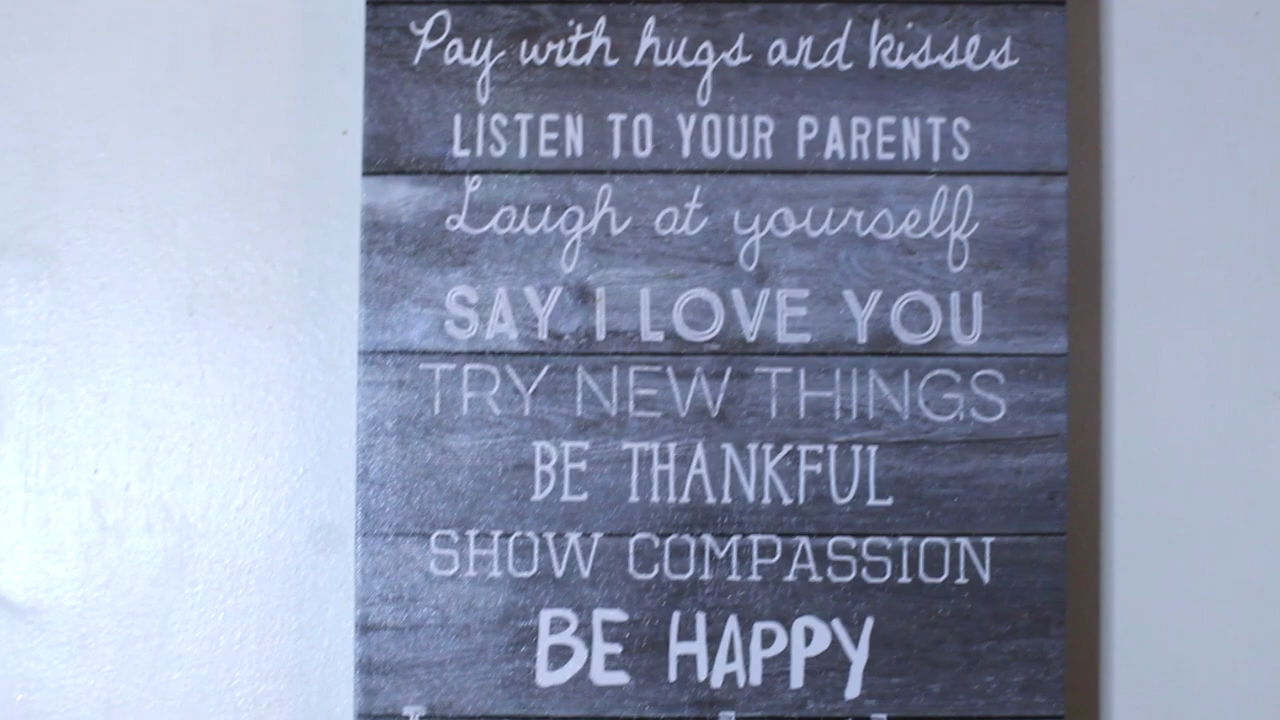 Pay with hugs and kisses
LISTEN TO YOUR PARENTS
Laugh at yourself
SAY I LOVE YOU
TRY NEW THINGS
BE THANKFUL
SHOW COMPASSION
BE HAPPY